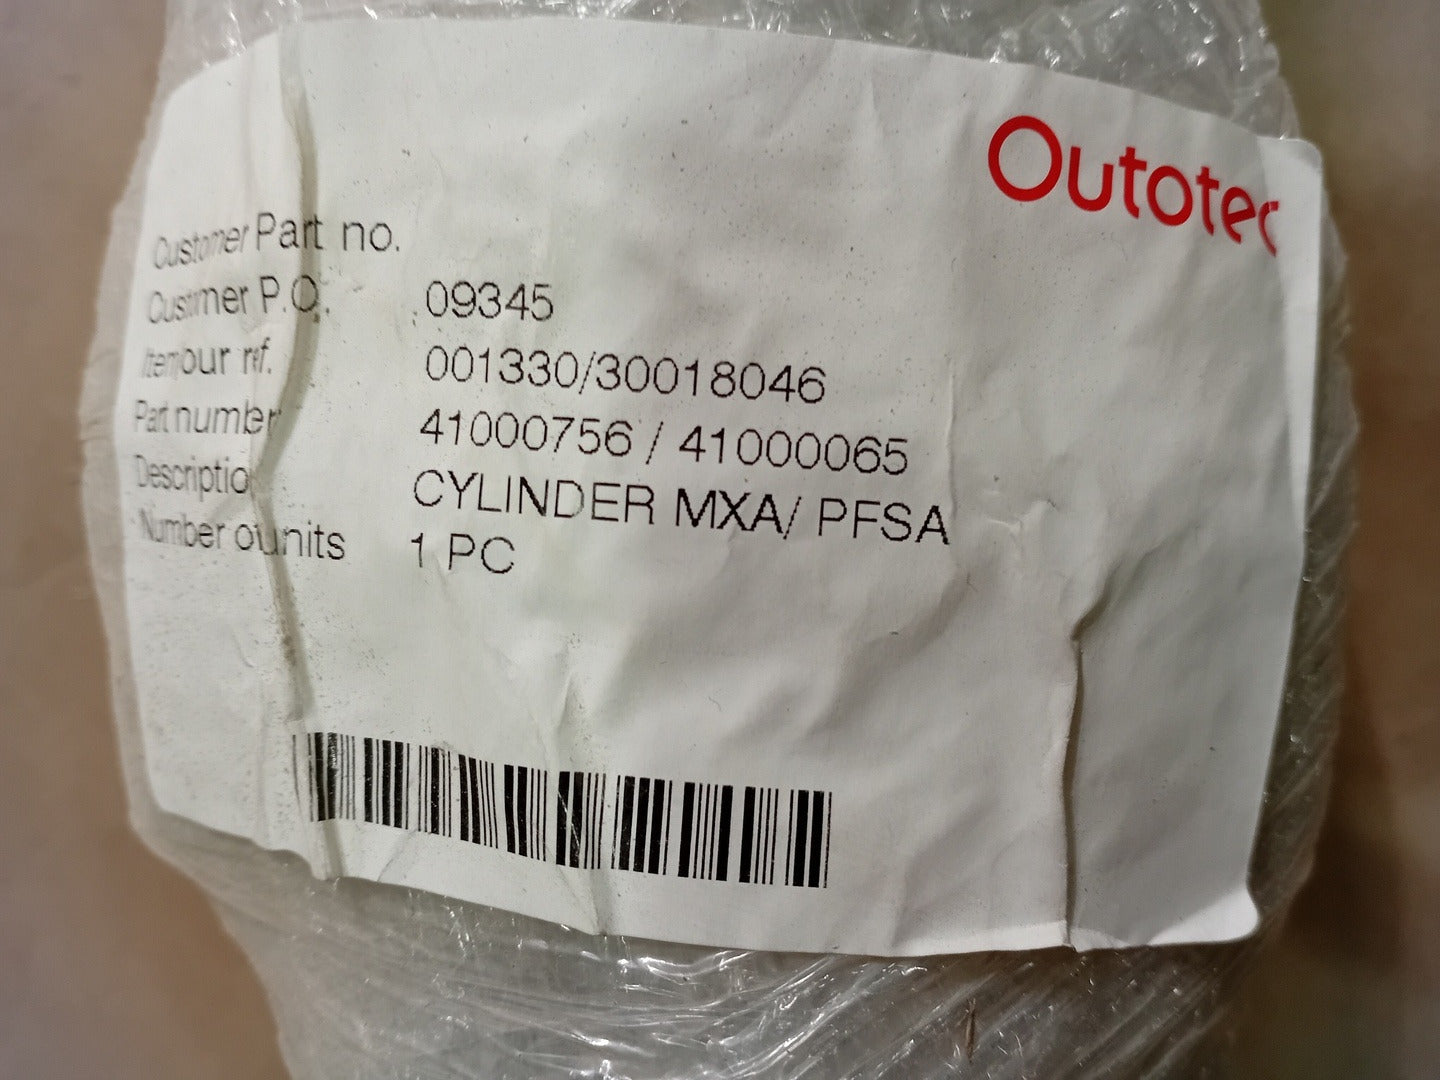 Outotec
Customer Part no.
Customer P.O. 09345
Item/our ref. 001330/30018046
Part number 41000756 / 41000065
Description CYLINDER MXA/ PFSA
Number of units 1 PC